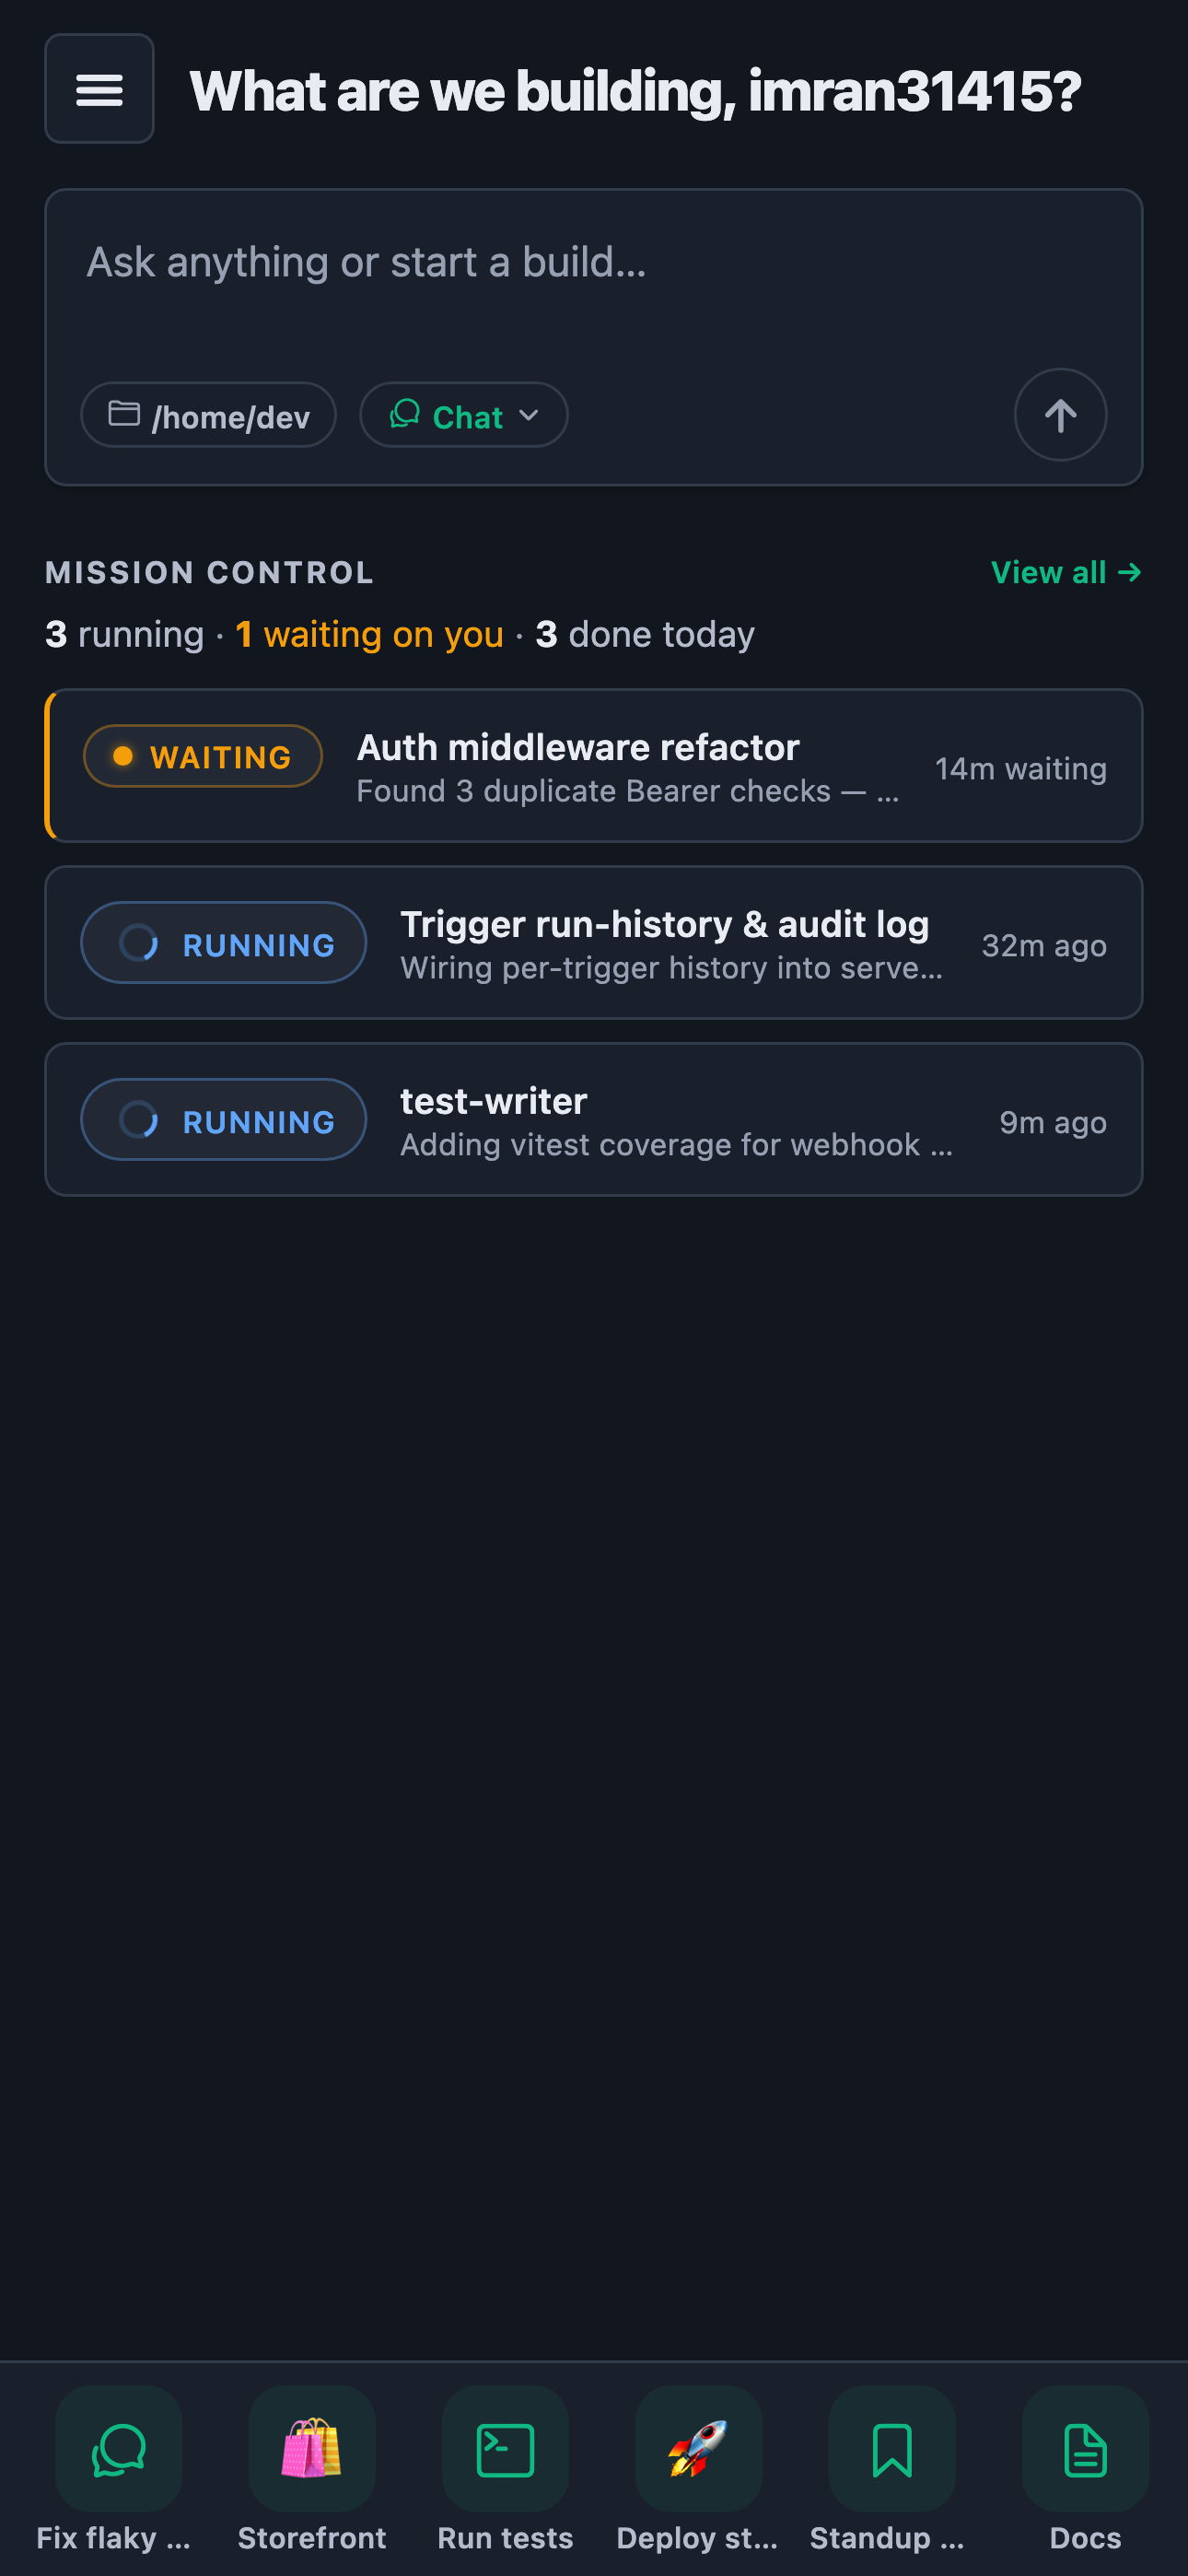 What are we building, imran31415?
Ask anything or start a build...
/home/dev
Chat
MISSION CONTROL
View all →
3 running · 1 waiting on you · 3 done today
WAITING
Auth middleware refactor
Found 3 duplicate Bearer checks — ...
14m waiting
RUNNING
Trigger run-history & audit log
Wiring per-trigger history into serve...
32m ago
RUNNING
test-writer
Adding vitest coverage for webhook ...
9m ago
Fix flaky ...
Storefront
Run tests
Deploy st...
Standup ...
Docs